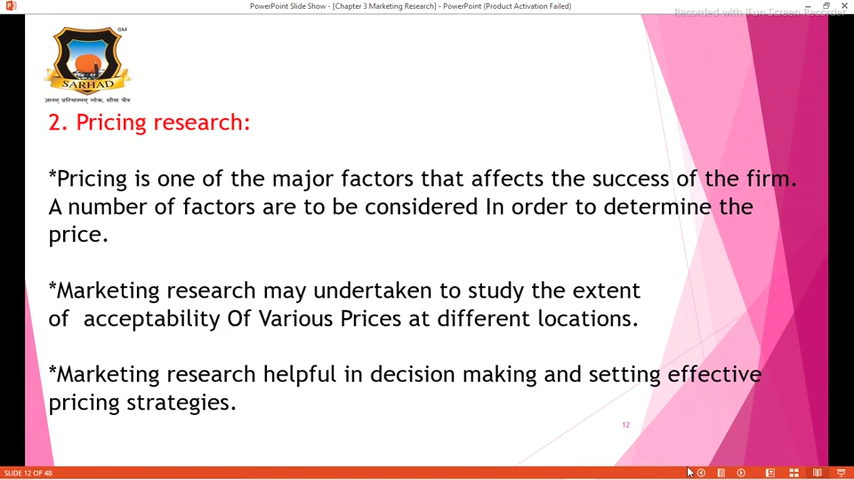 PowerPoint Slide Show - [Chapter 3 Marketing Research] - PowerPoint (Product Activation Failed)
Recorded with iTun Screen Recorder
SM
SARHAD
2. Pricing research:
*Pricing is one of the major factors that affects the success of the firm.
A number of factors are to be considered In order to determine the
price.
*Marketing research may undertaken to study the extent
of  acceptability Of Various Prices at different locations.
*Marketing research helpful in decision making and setting effective
pricing strategies.
12
SLIDE 12 OF 48